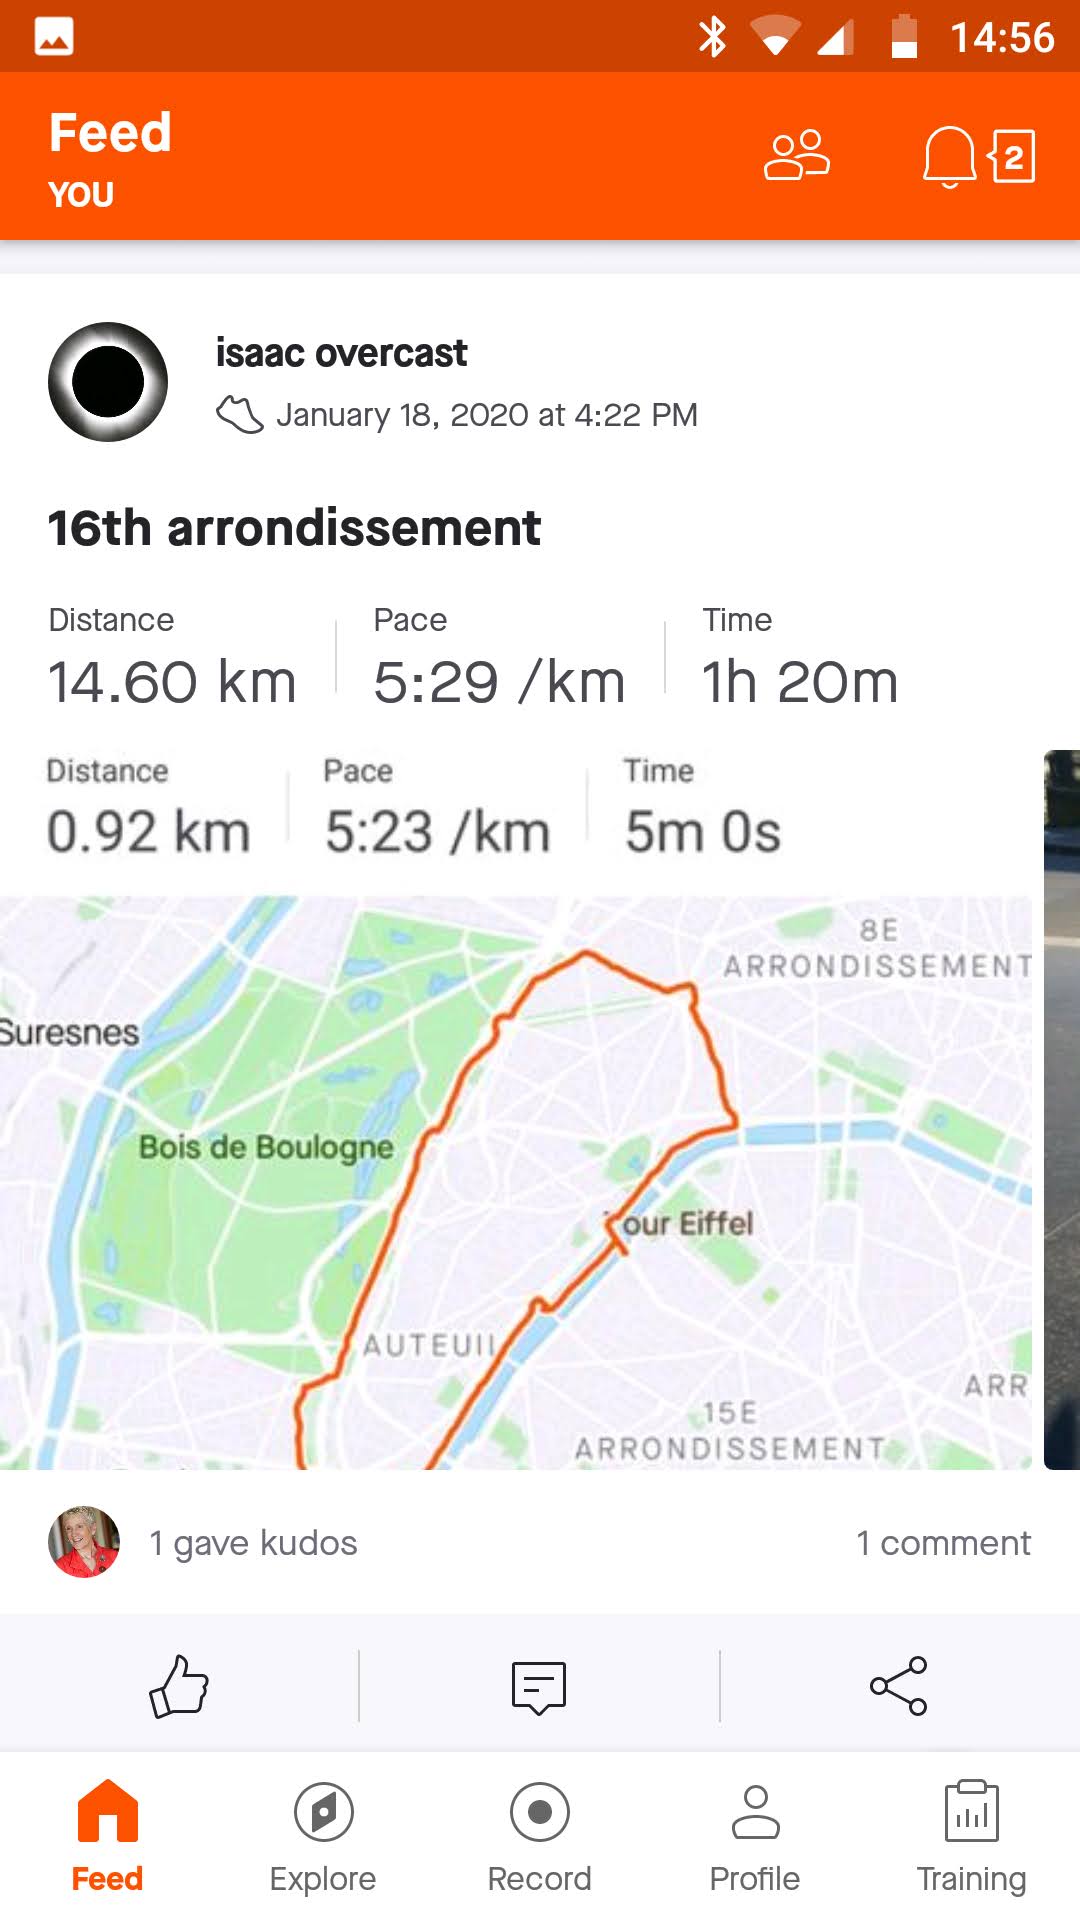 14:56
Feed
YOU
2
isaac overcast
January 18, 2020 at 4:22 PM
16th arrondissement
Distance Pace Time
14.60 km 5:29 /km 1h 20m
Distance Pace Time
0.92 km 5:23 /km 5m 0s
8E
ARRONDISSEMENT
Suresnes
Bois de Boulogne
our Eiffel
AUTEUIL
ARR
15E
ARRONDISSEMENT
1 gave kudos 1 comment
Feed Explore Record Profile Training